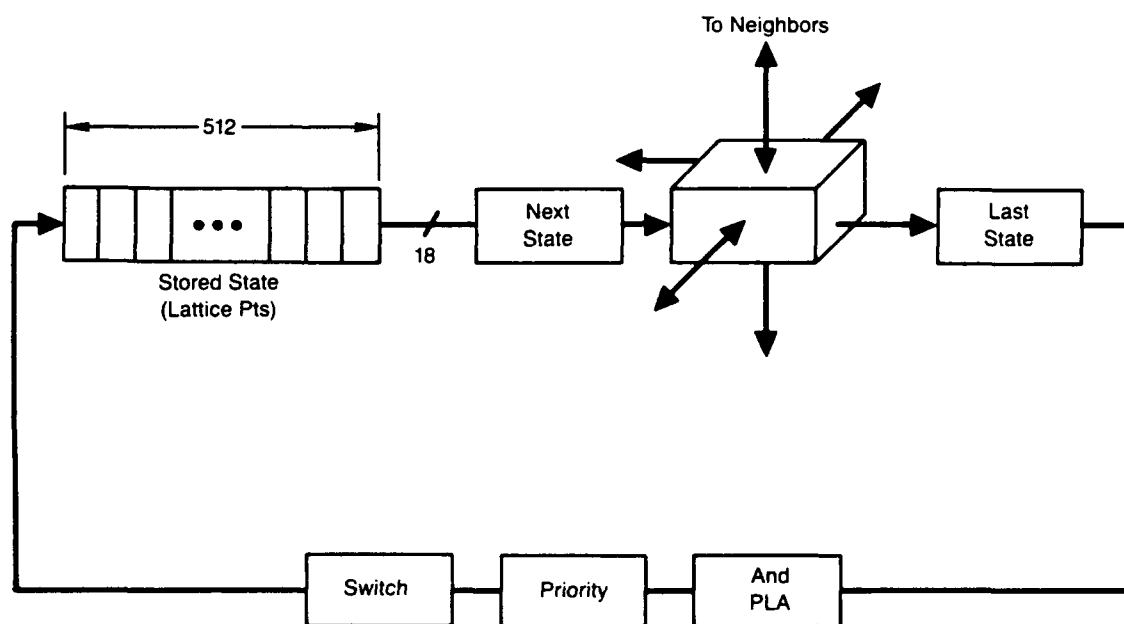 To Neighbors
512
Next
State
Last
State
18
Stored State
(Lattice Pts)
Switch
Priority
And
PLA